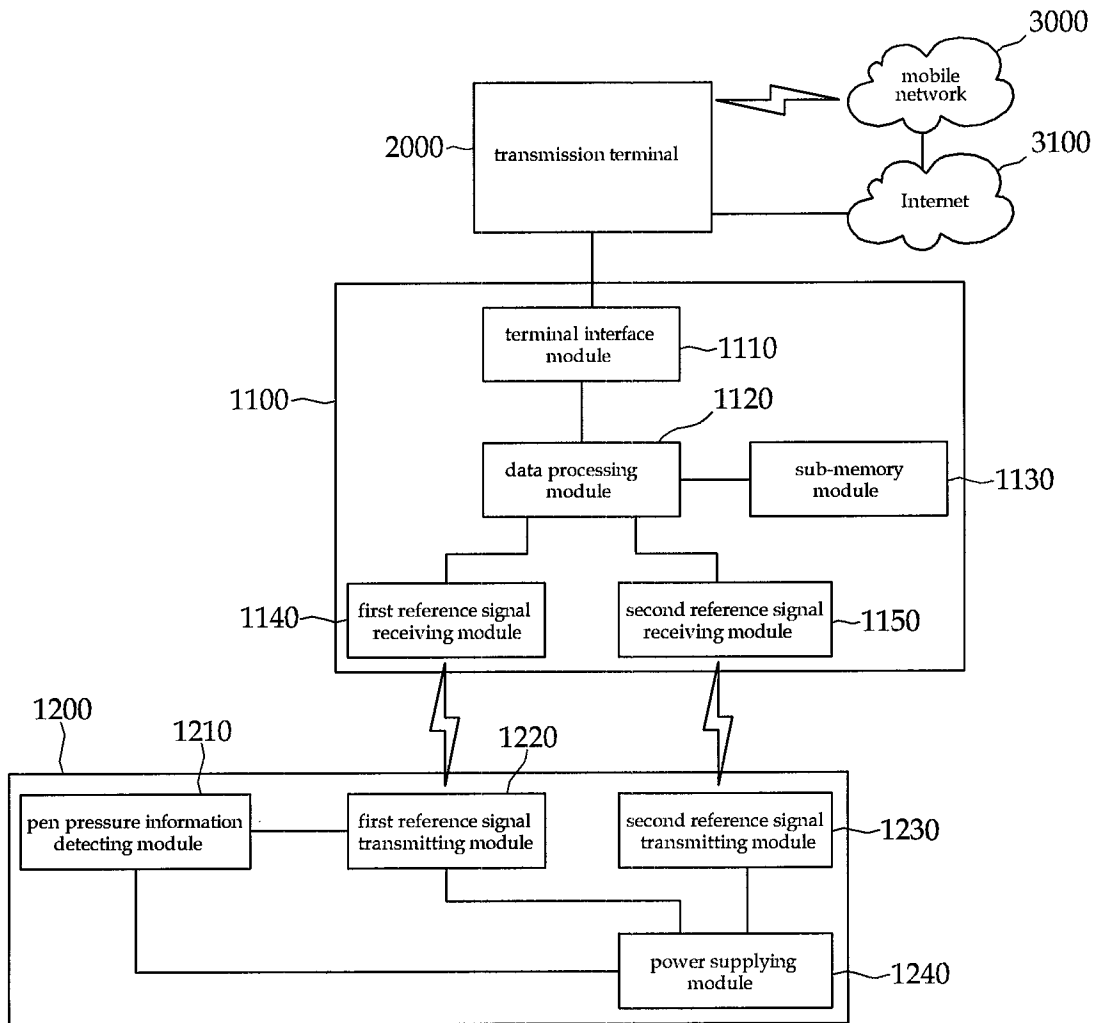 3000
mobile
network
2000
transmission terminal
3100
Internet
terminal interface
module
1110
1100
1120
data processing
module
sub-memory
module
1130
1140
first reference signal
receiving module
second reference signal
receiving module
1150
1200
1210
1220
pen pressure information
detecting module
first reference signal
transmitting module
second reference signal
transmitting module
1230
power supplying
module
1240